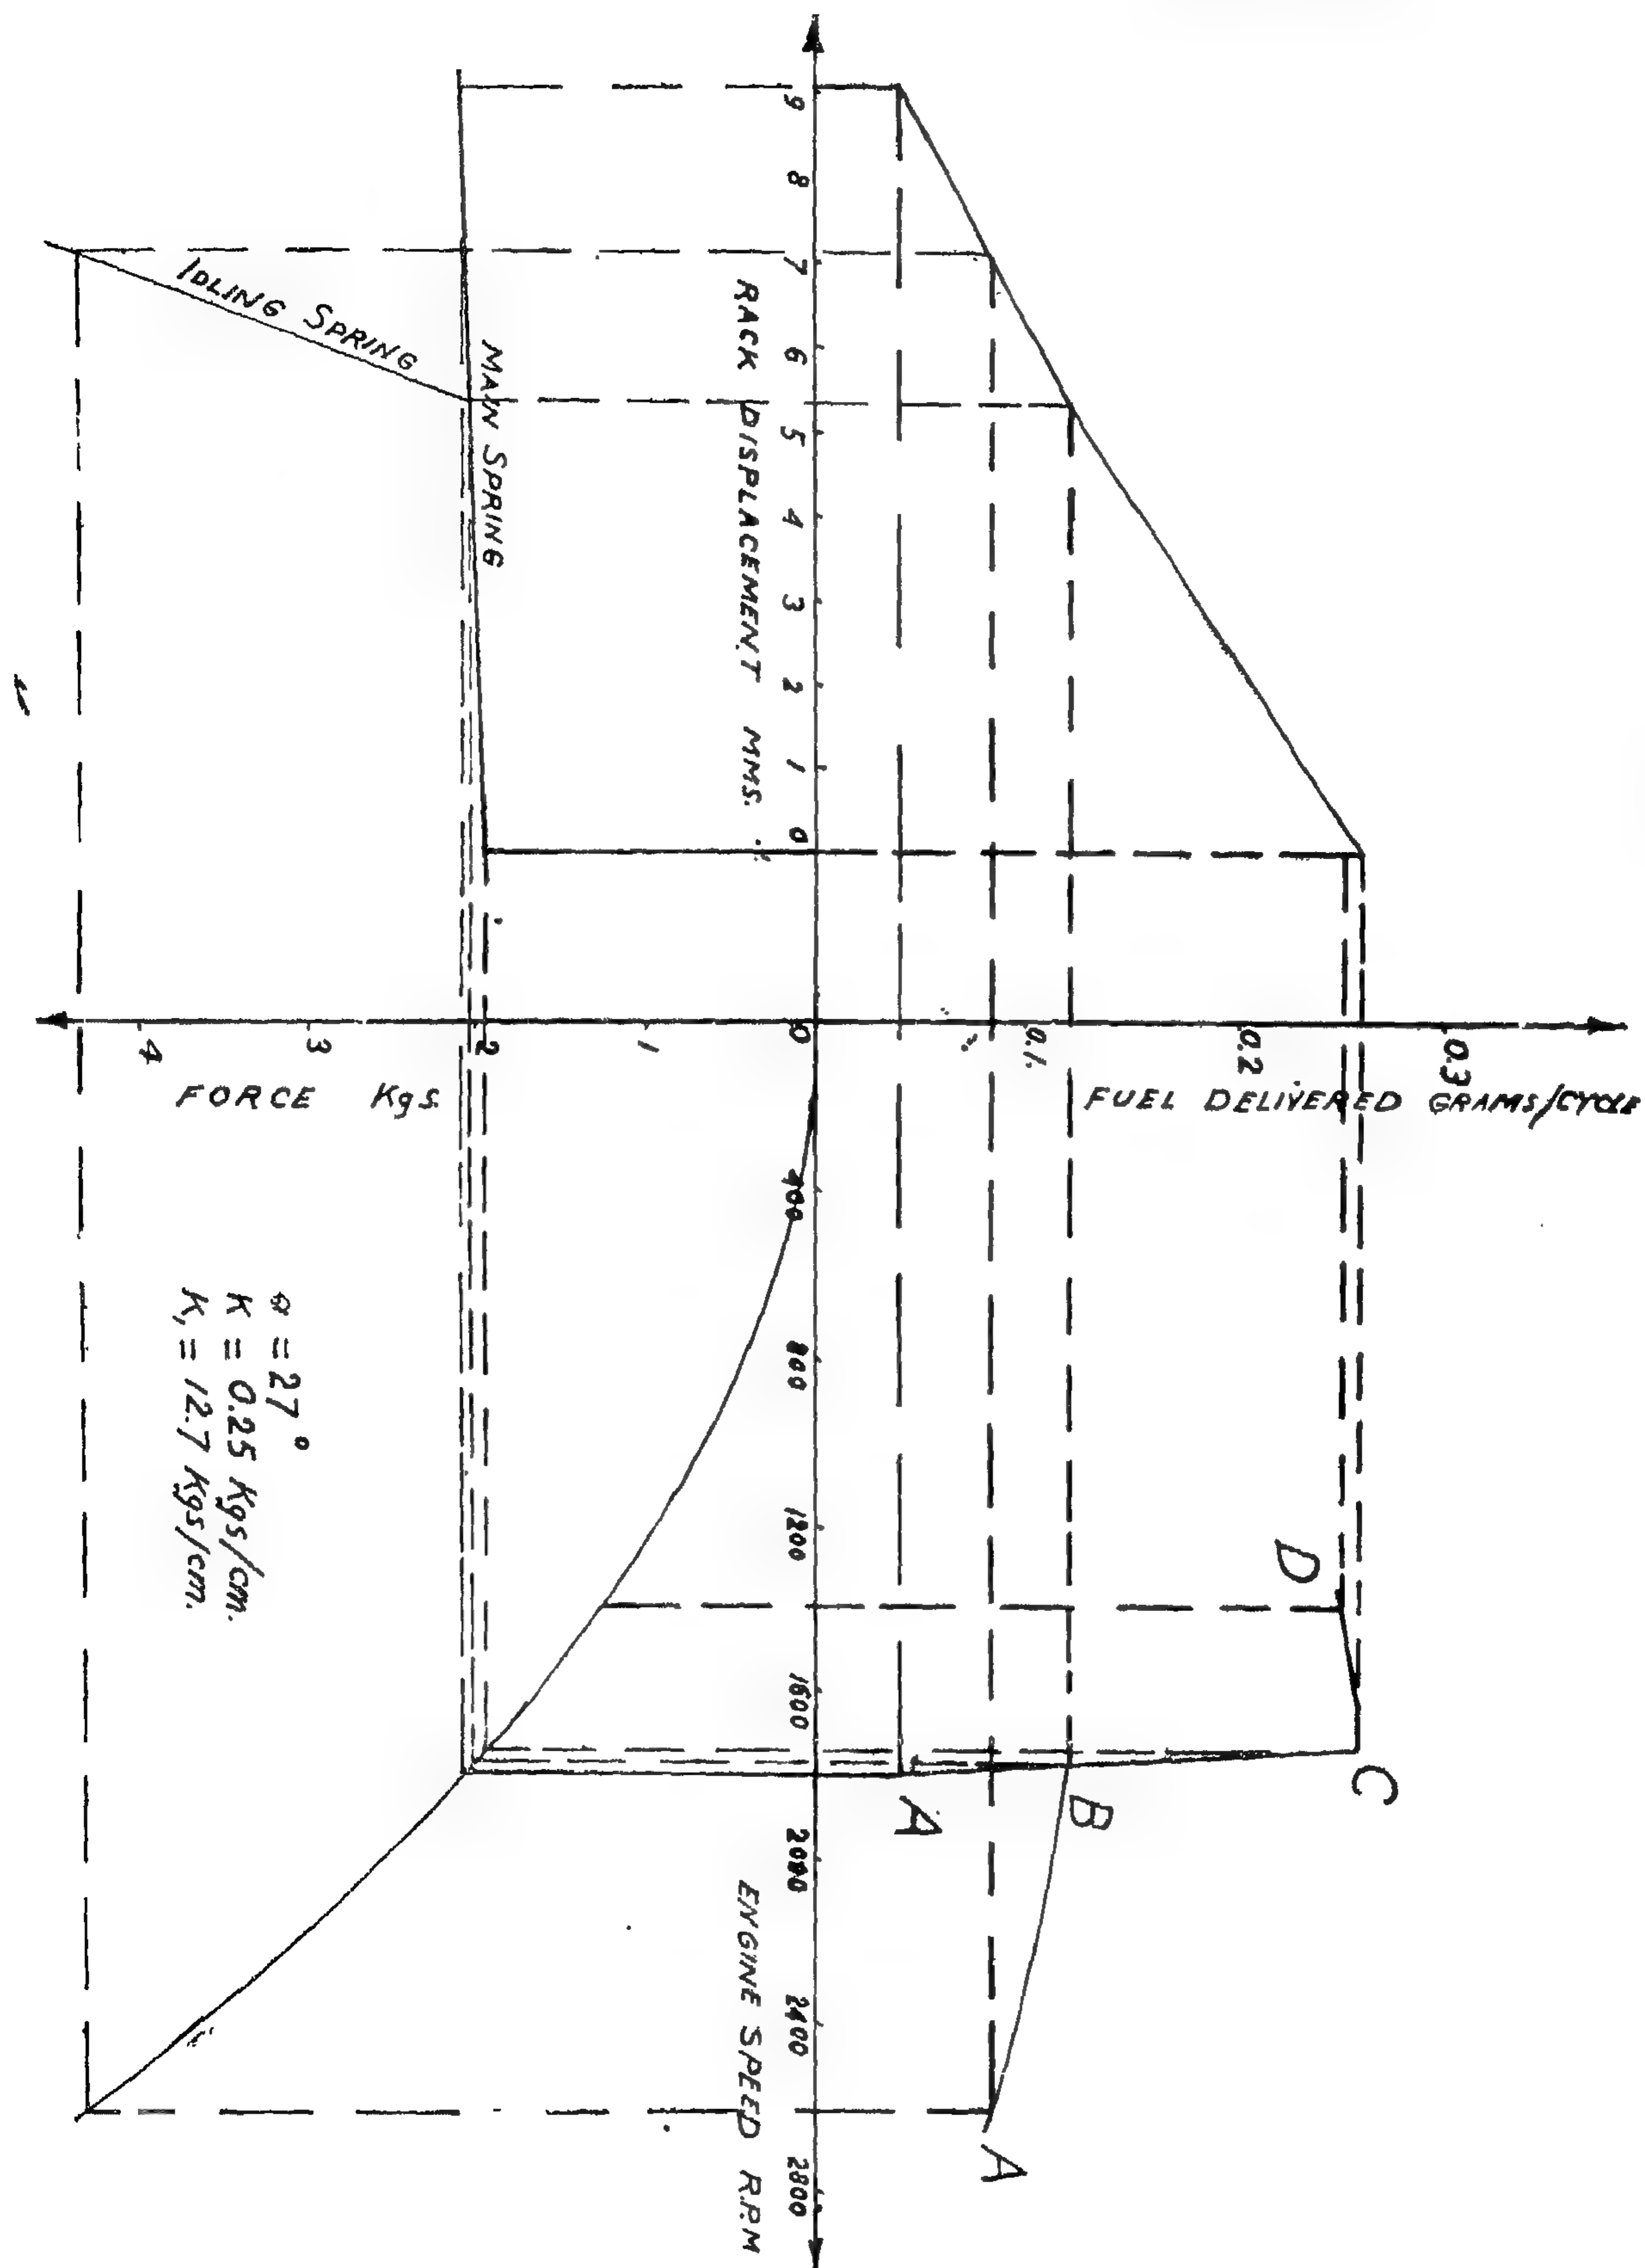 FUEL DELIVERED GRAMS/CYCLE
0.3
0.2
0.1
0
1
2
3
4
FORCE Kgs.
9 8 7 6 5 4 3 2 1 0
RACK DISPLACEMENT MMS.
400 800 1200 1600 2000 2400 2800
ENGINE SPEED R.P.M
D
C
B
A
A
MAIN SPRING
IDLING SPRING
α = 27°
K = 0.25 Kgs/cm.
K, = 12.7 Kgs/cm.